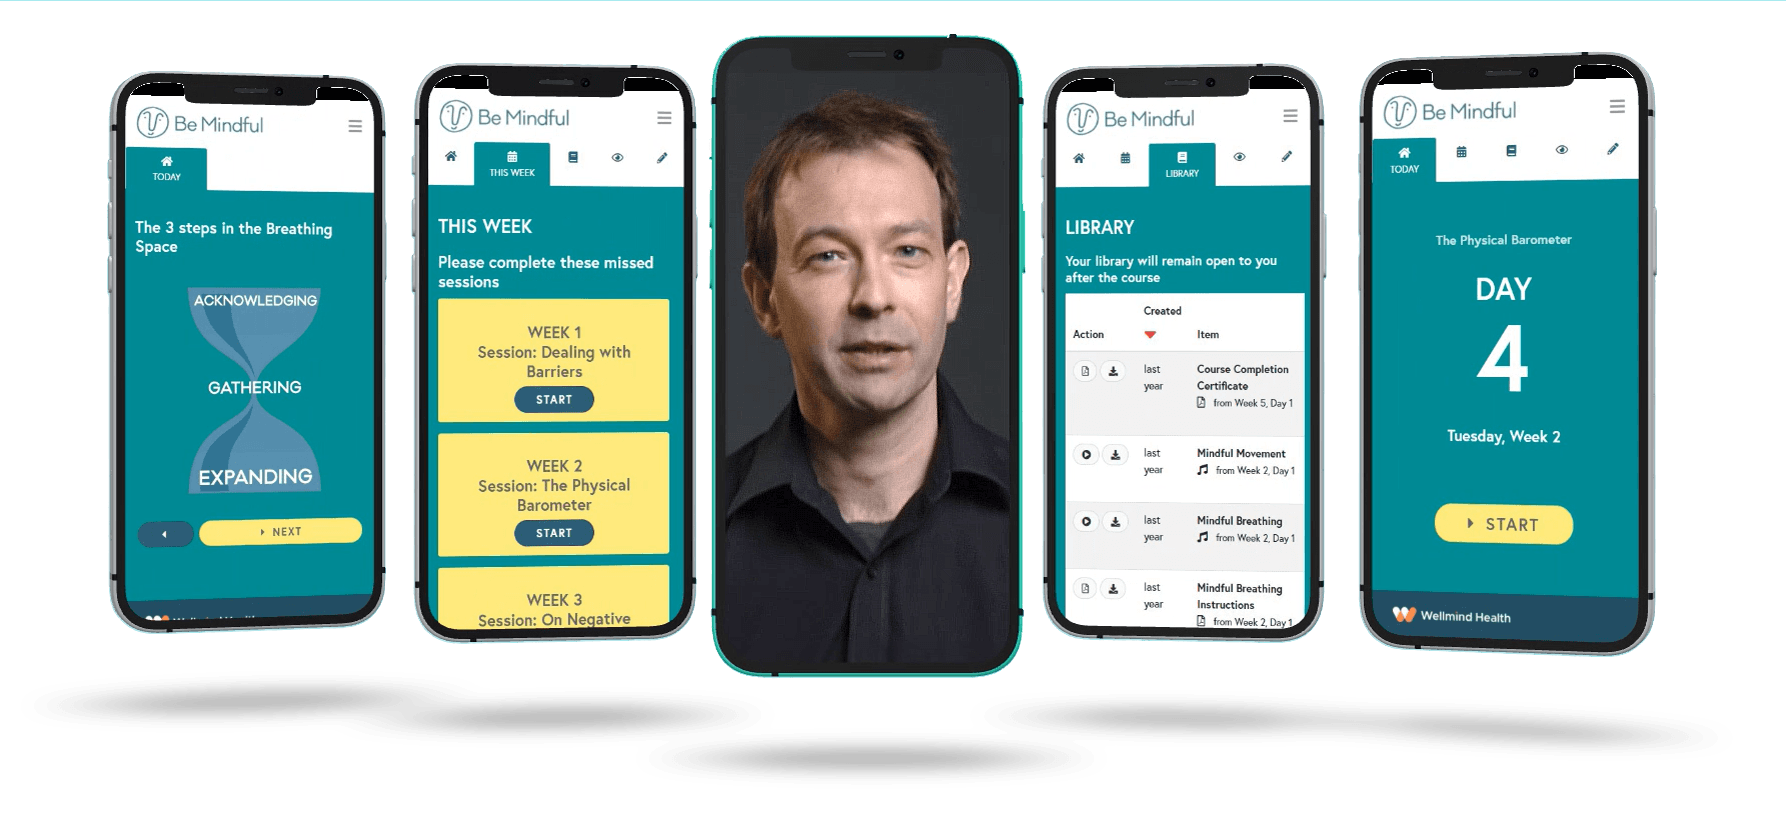 Be Mindful
TODAY
The 3 steps in the Breathing
Space
ACKNOWLEDGING
GATHERING
EXPANDING
NEXT
Wellmind Health
Be Mindful
THIS WEEK
THIS WEEK
Please complete these missed
sessions
WEEK 1
Session: Dealing with
Barriers
START
WEEK 2
Session: The Physical
Barometer
START
WEEK 3
Session: On Negative
Be Mindful
LIBRARY
LIBRARY
Your library will remain open to you
after the course
Created
Action Item
last Course Completion
year Certificate
from Week 5, Day 1
last Mindful Movement
year from Week 2, Day 1
last Mindful Breathing
year from Week 2, Day 1
last Mindful Breathing
year Instructions
from Week 2, Day 1
Be Mindful
TODAY
The Physical Barometer
DAY
4
Tuesday, Week 2
START
Wellmind Health